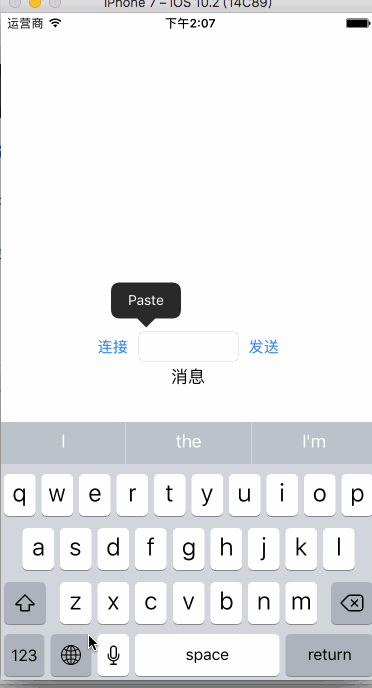 iPhone 7 – iOS 10.2 (14C89)
运营商 下午2:07
Paste
连接 发送
消息
I the I'm
q w e r t y u i o p
a s d f g h j k l
z x c v b n m
123 space return